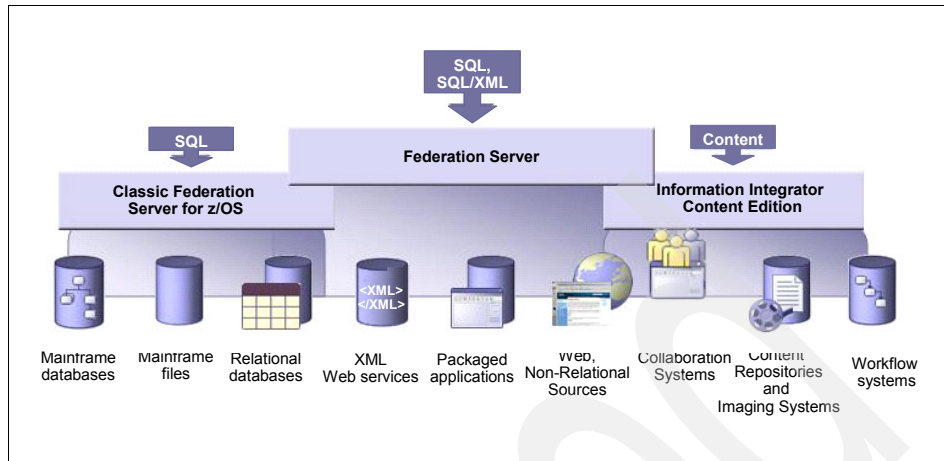 SQL,
SQL/XML
SQL
Content
Federation Server
Classic Federation
Server for z/OS
Information Integrator
Content Edition
<XML>
</XML>
Mainframe
databases
Mainframe
files
Relational
databases
XML
Web services
Packaged
applications
Web,
Non-Relational
Sources
Collaboration
Systems
Content
Repositories
and
Imaging Systems
Workflow
systems